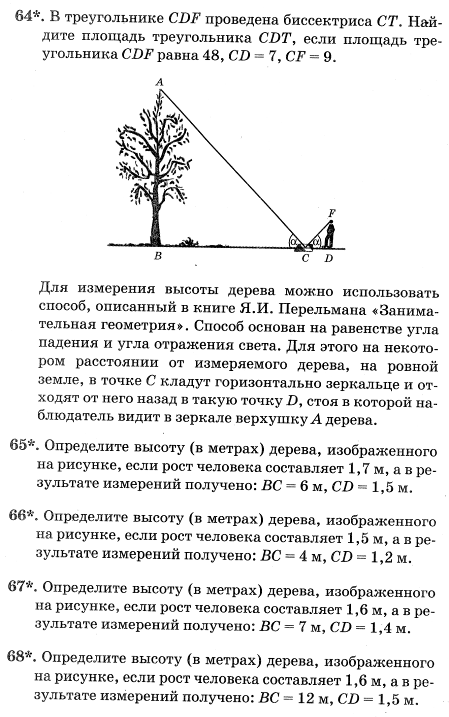 64*. В треугольнике CDF проведена биссектриса CT. Най-
дите площадь треугольника CDT, если площадь тре-
угольника CDF равна 48, CD = 7, CF = 9.
A
F
α
α
B
C
D
Для измерения высоты дерева можно использовать
способ, описанный в книге Я.И. Перельмана «Занима-
тельная геометрия». Способ основан на равенстве угла
падения и угла отражения света. Для этого на некото-
ром расстоянии от измеряемого дерева, на ровной
земле, в точке C кладут горизонтально зеркальце и от-
ходят от него назад в такую точку D, стоя в которой на-
блюдатель видит в зеркале верхушку A дерева.
65*. Определите высоту (в метрах) дерева, изображенного
на рисунке, если рост человека составляет 1,7 м, а в ре-
зультате измерений получено: BC = 6 м, CD = 1,5 м.
66*. Определите высоту (в метрах) дерева, изображенного
на рисунке, если рост человека составляет 1,5 м, а в ре-
зультате измерений получено: BC = 4 м, CD = 1,2 м.
67*. Определите высоту (в метрах) дерева, изображенного
на рисунке, если рост человека составляет 1,6 м, а в ре-
зультате измерений получено: BC = 7 м, CD = 1,4 м.
68*. Определите высоту (в метрах) дерева, изображенного
на рисунке, если рост человека составляет 1,6 м, а в ре-
зультате измерений получено: BC = 12 м, CD = 1,5 м.